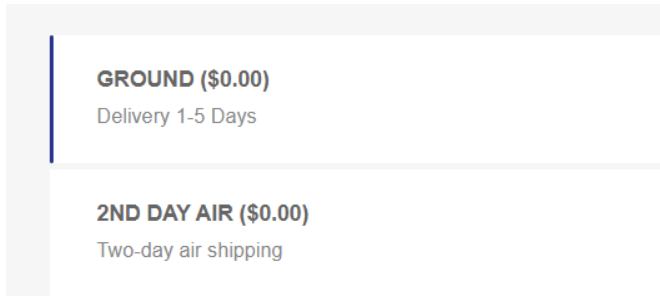 GROUND ($0.00)
Delivery 1-5 Days
2ND DAY AIR ($0.00)
Two-day air shipping